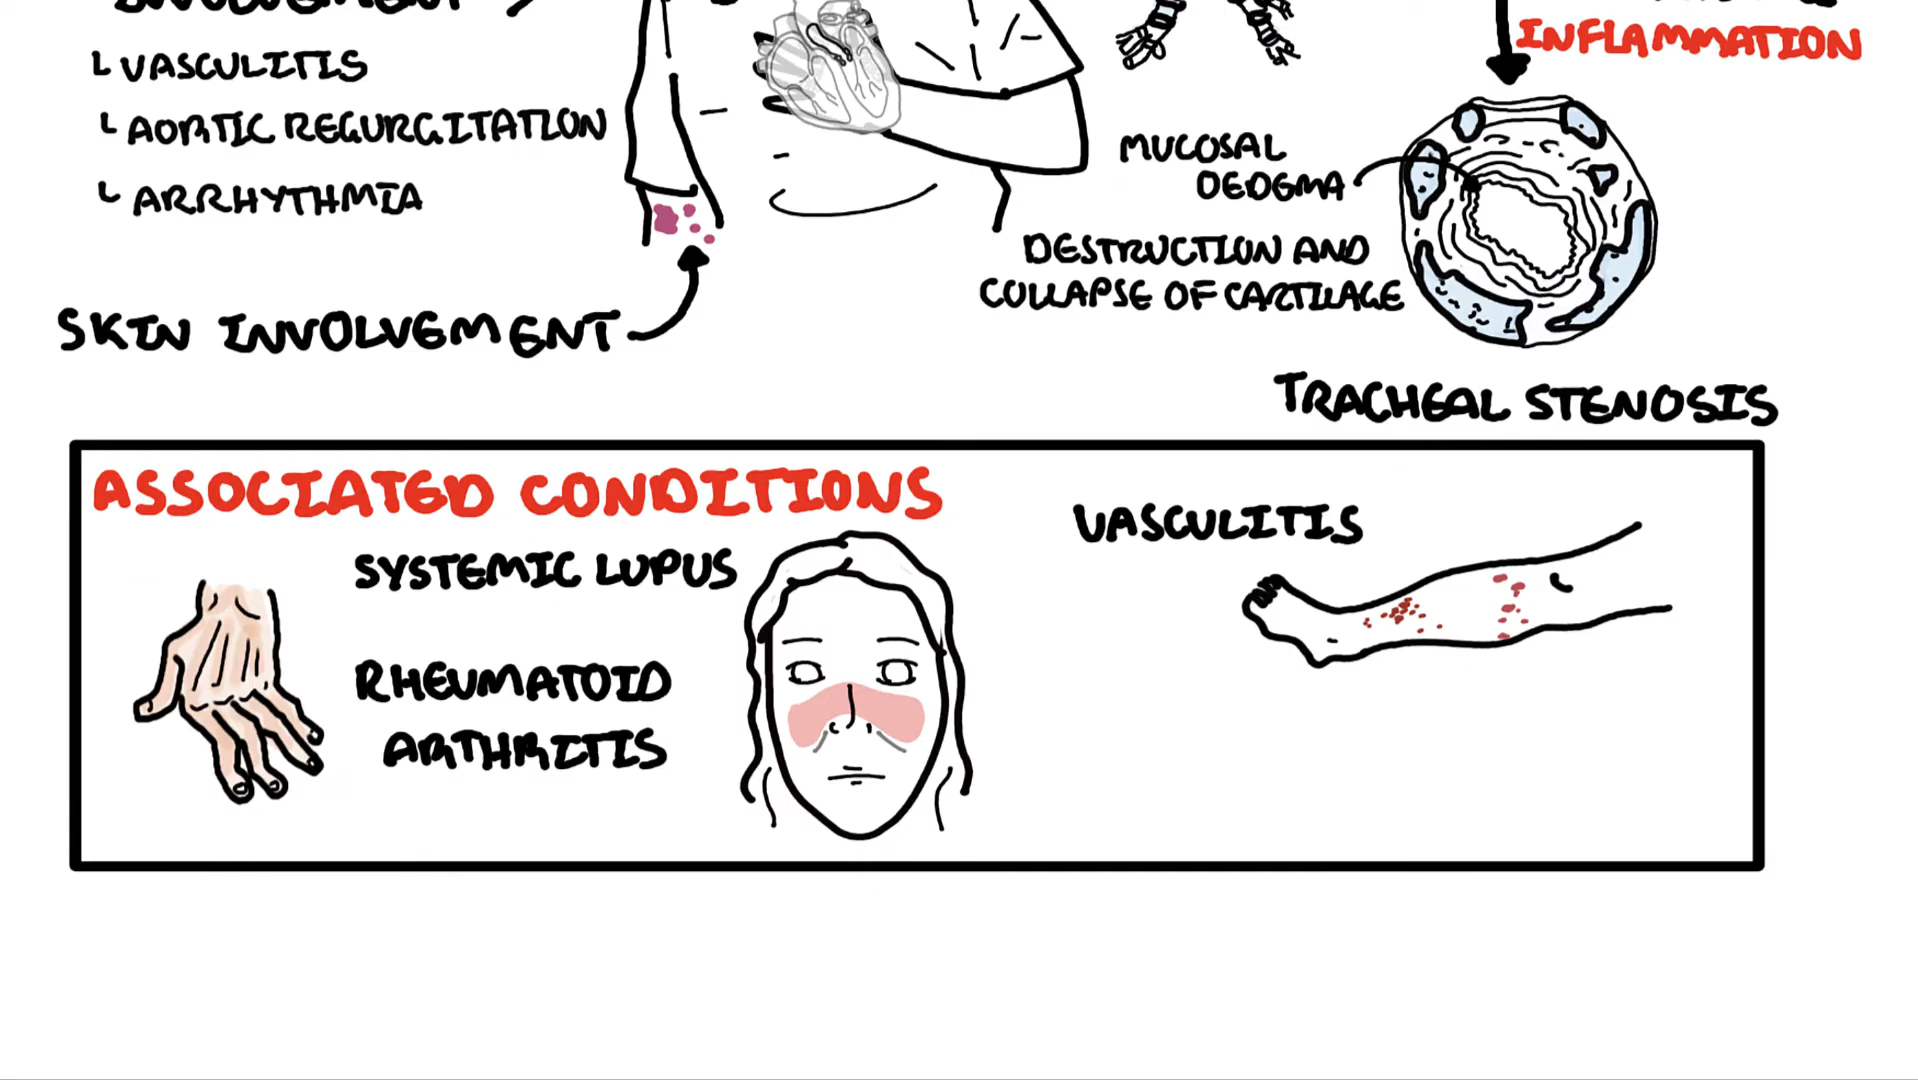 INVOLVEMENT
VASCULITIS
AORTIC REGURGITATION
ARRHYTHMIA
SKIN INVOLVEMENT
INFLAMMATION
MUCOSAL
OEDEMA
DESTRUCTION AND
COLLAPSE OF CARTILAGE
TRACHEAL STENOSIS
ASSOCIATED CONDITIONS
SYSTEMIC LUPUS
RHEUMATOID
ARTHRITIS
VASCULITIS